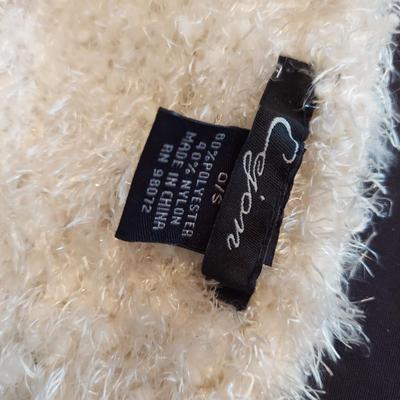 Cejon
O/S
60% POLYESTER
40% NYLON
MADE IN CHINA
RN 98072